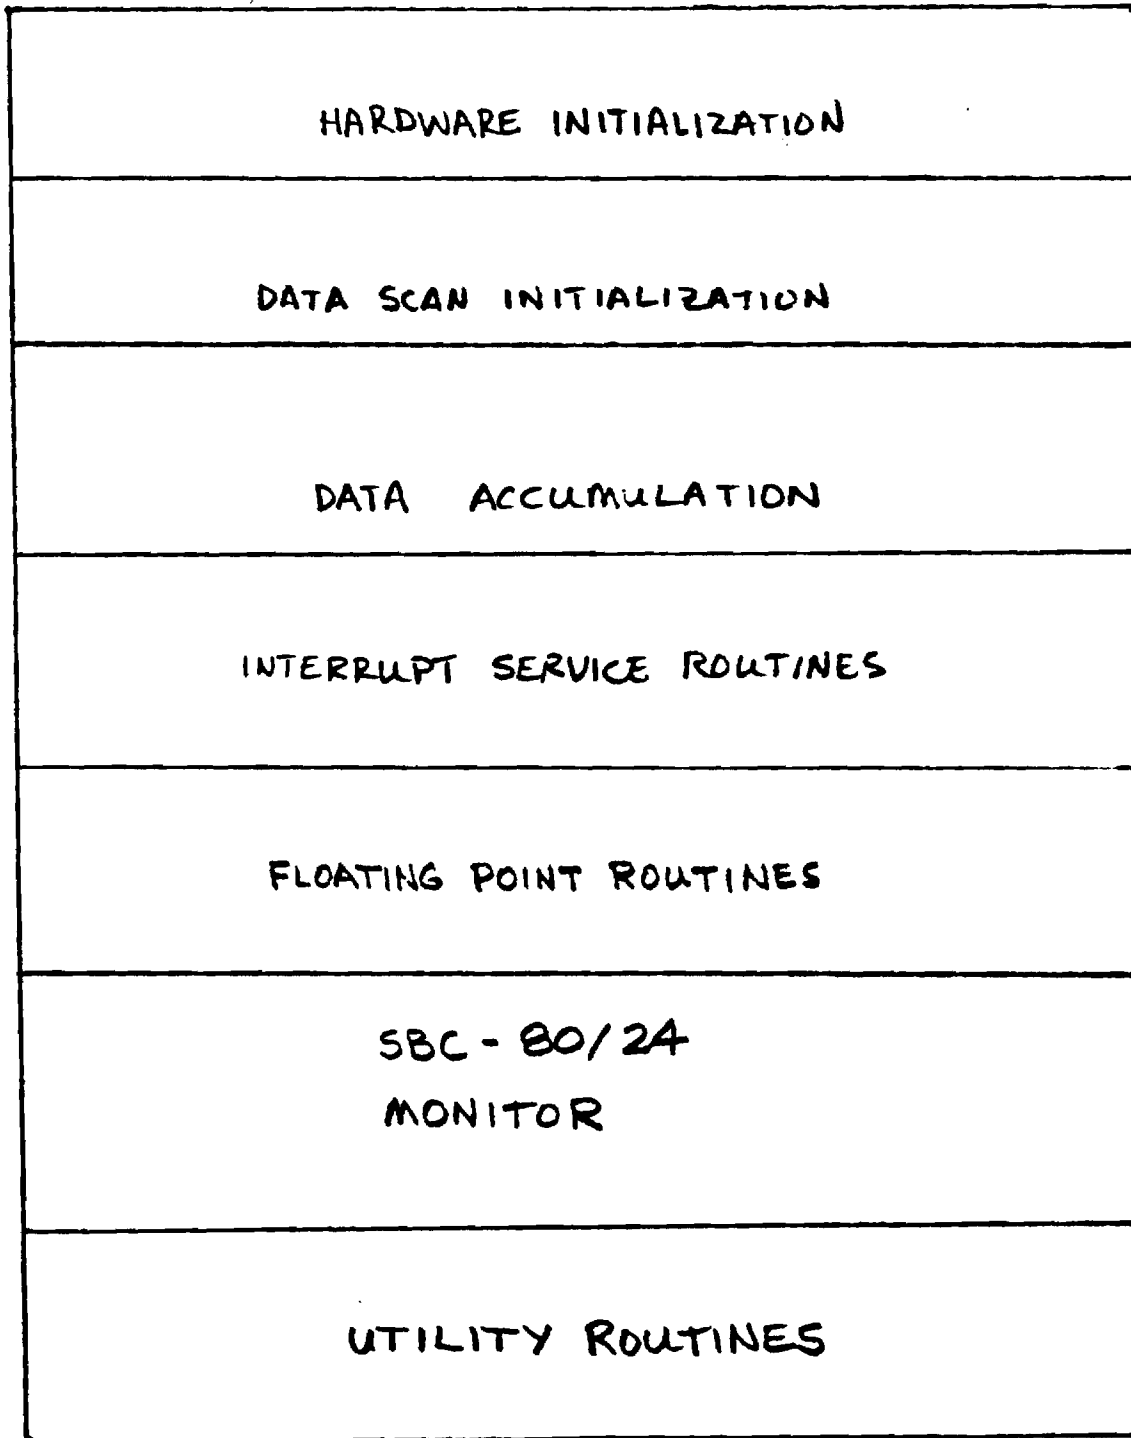 HARDWARE INITIALIZATION
DATA SCAN INITIALIZATION
DATA ACCUMULATION
INTERRUPT SERVICE ROUTINES
FLOATING POINT ROUTINES
SBC - 80/24
MONITOR
UTILITY ROUTINES